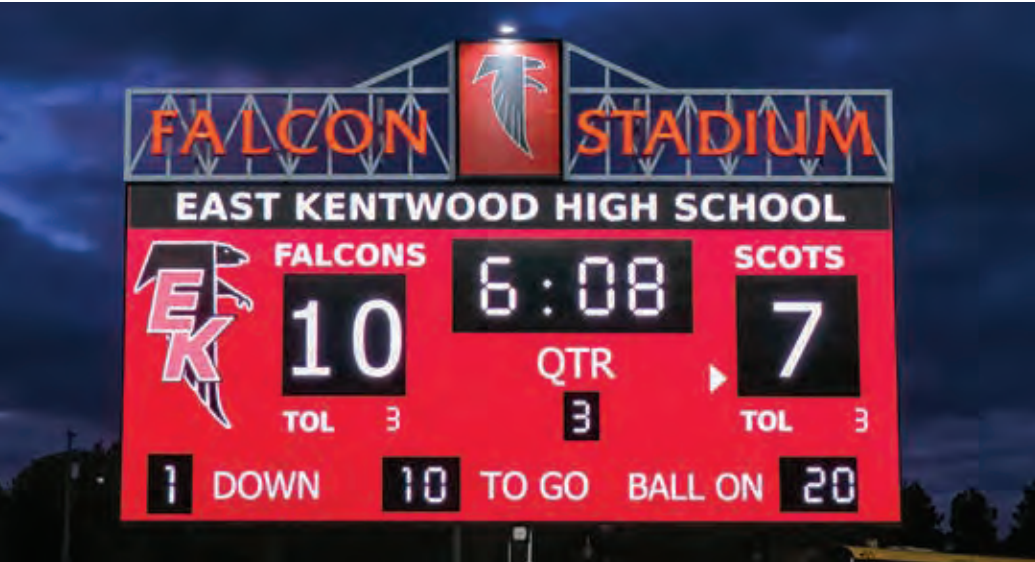 FALCON STADIUM
EAST KENTWOOD HIGH SCHOOL
FALCONS 6:08 SCOTS
EK 10 7
QTR
TOL 3 3 TOL 3
1 DOWN 10 TO GO BALL ON 20